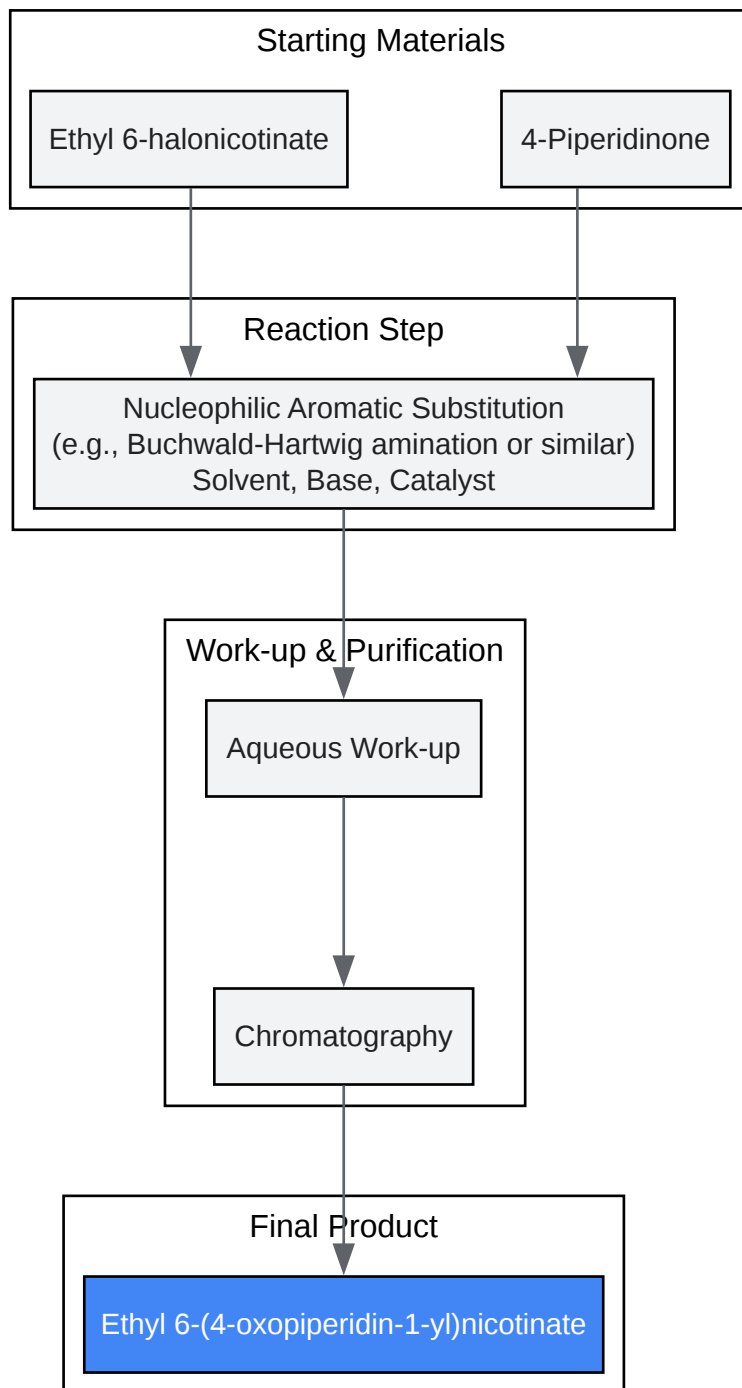 Starting Materials
Ethyl 6-halonicotinate
4-Piperidinone
Reaction Step
Nucleophilic Aromatic Substitution
(e.g., Buchwald-Hartwig amination or similar)
Solvent, Base, Catalyst
Work-up & Purification
Aqueous Work-up
Chromatography
Final Product
Ethyl 6-(4-oxopiperidin-1-yl)nicotinate